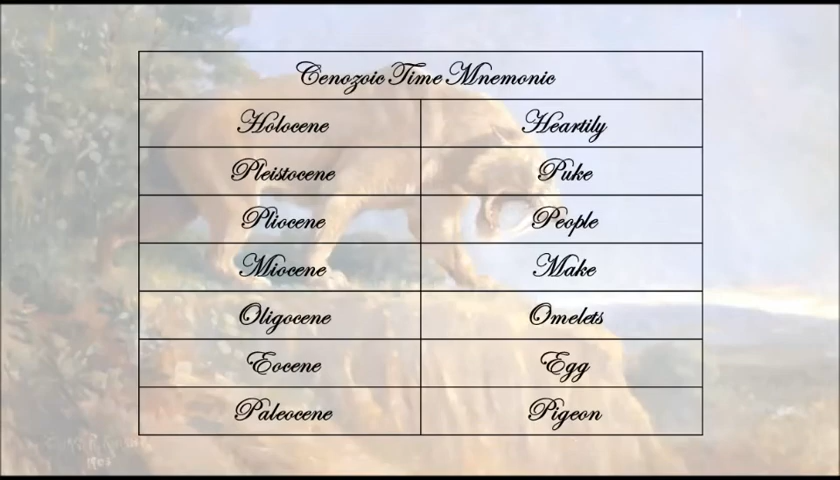 Cenozoic Time Mnemonic
Holocene Heartily
Pleistocene Puke
Pliocene People
Miocene Make
Oligocene Omelets
Eocene Egg
Paleocene Pigeon